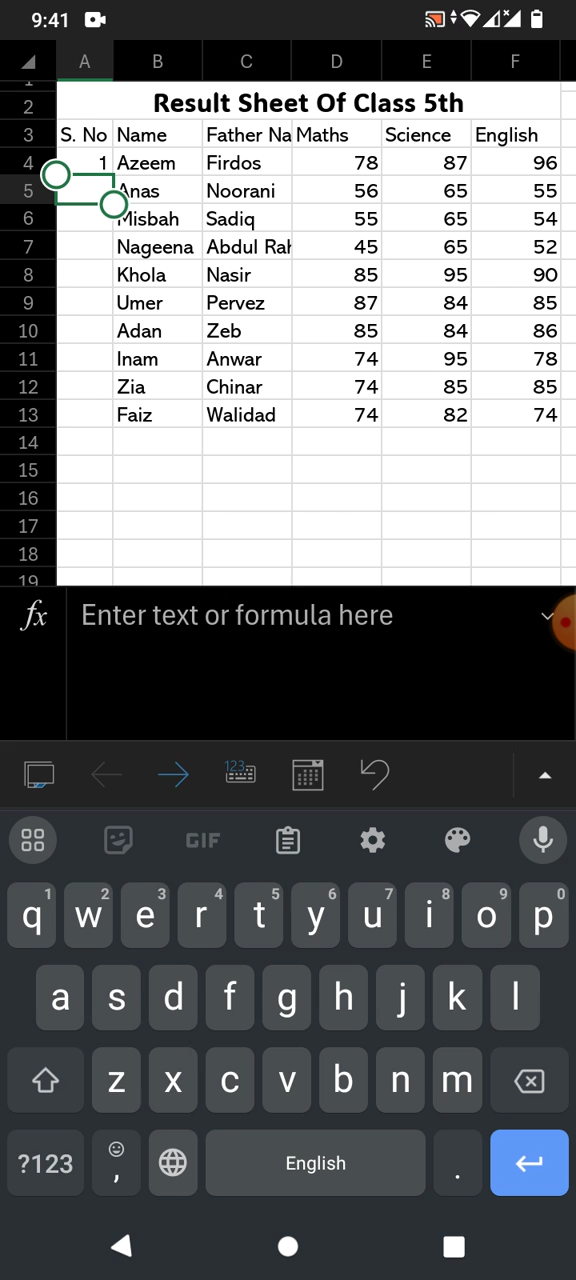 9:41
A B C D E F
1
2 Result Sheet Of Class 5th
3 S. No Name Father Na Maths Science English
4 1 Azeem Firdos 78 87 96
5 Anas Noorani 56 65 55
6 Misbah Sadiq 55 65 54
7 Nageena Abdul Rah 45 65 52
8 Khola Nasir 85 95 90
9 Umer Pervez 87 84 85
10 Adan Zeb 85 84 86
11 Inam Anwar 74 95 78
12 Zia Chinar 74 85 85
13 Faiz Walidad 74 82 74
14
15
16
17
18
19
fx Enter text or formula here
123
GIF
1 2 3 4 5 6 7 8 9 0
q w e r t y u i o p
a s d f g h j k l
z x c v b n m
?123 , English .